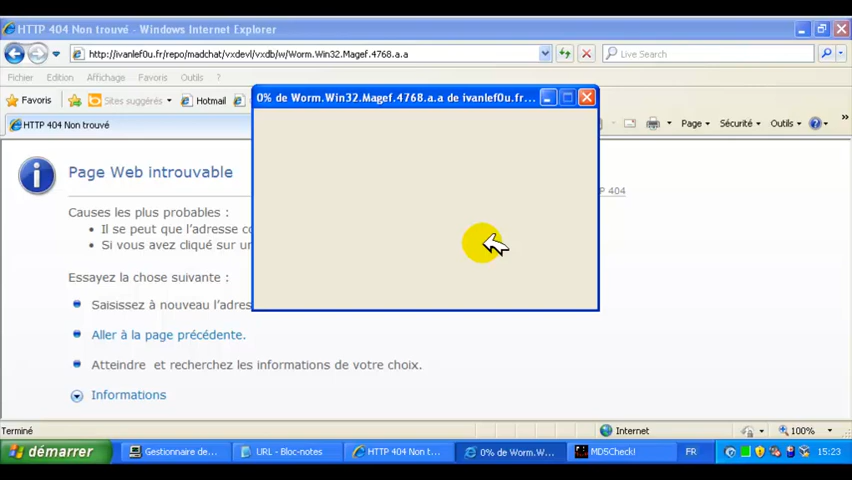 HTTP 404 Non trouvé - Windows Internet Explorer
http://ivanlef0u.fr/repo/madchat/vxdevl/vxdb/w/Worm.Win32.Magef.4768.a.a
Live Search
Fichier Edition Affichage Favoris Outils ?
Favoris Sites suggérés Hotmail
0% de Worm.Win32.Magef.4768.a.a de ivanlef0u.fr...
HTTP 404 Non trouvé
Page Sécurité Outils
Page Web introuvable
P 404
Causes les plus probables :
Il se peut que l'adresse
Si vous avez cliqué sur
Essayez la chose suivante :
Saisissez à nouveau l'adres
Aller à la page précédente.
Atteindre et recherchez les informations de votre choix.
Informations
Terminé
Internet
100%
démarrer
Gestionnaire de...
URL - Bloc-notes
HTTP 404 Non t...
0% de Worm.W...
MD5Check!
FR
15:23